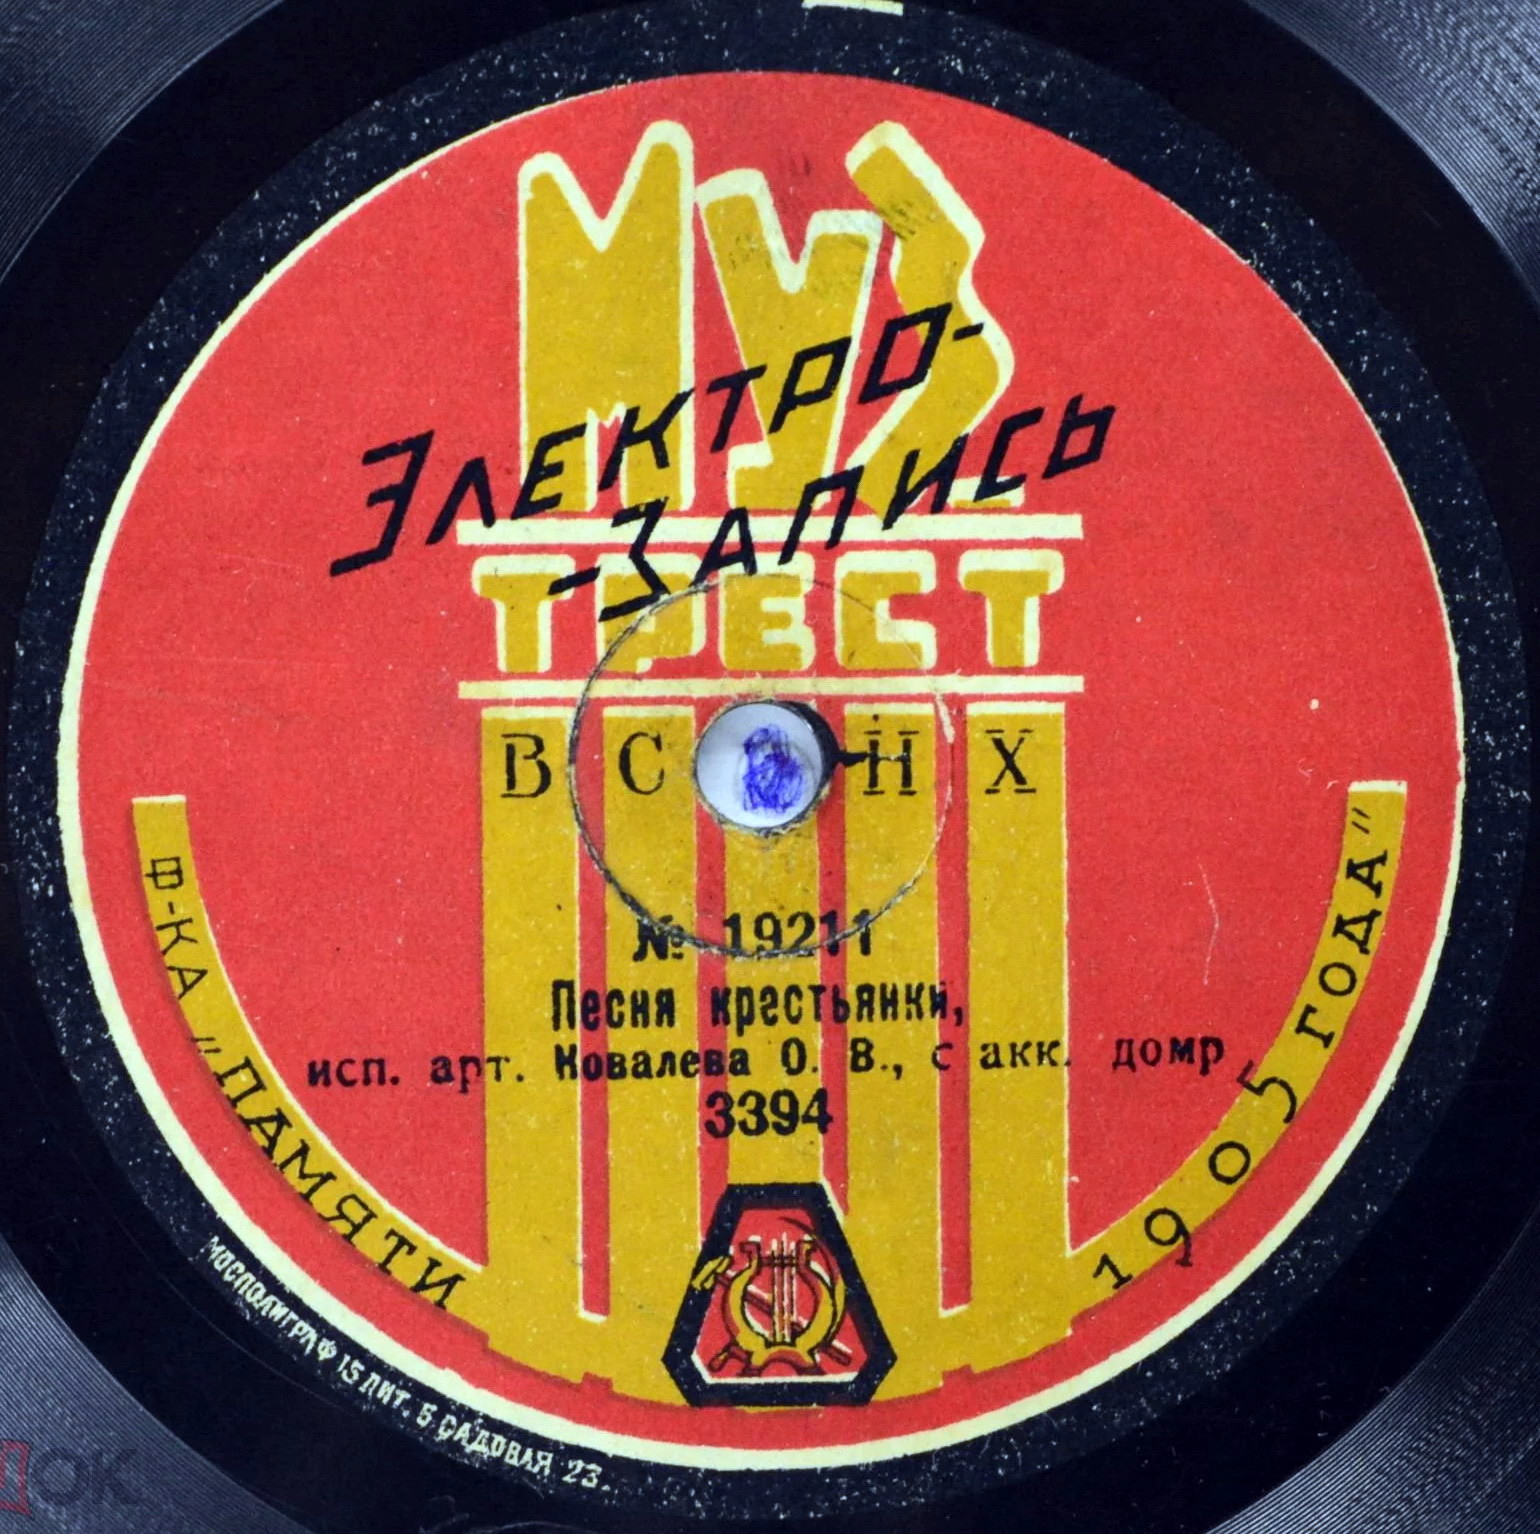 МУЗ
ЭЛЕКТРО-
-ЗАПИСЬ
ТРЕСТ
В С Н Х
№ 19211
Песня крестьянки,
исп. арт. Ковалева О. В., с акк. домр
3394
Ф-КА „ПАМЯТИ 1905 ГОДА"
МОСПОЛИГРАФ 15 ЛИТ. Б САДОВАЯ 23.
ОК